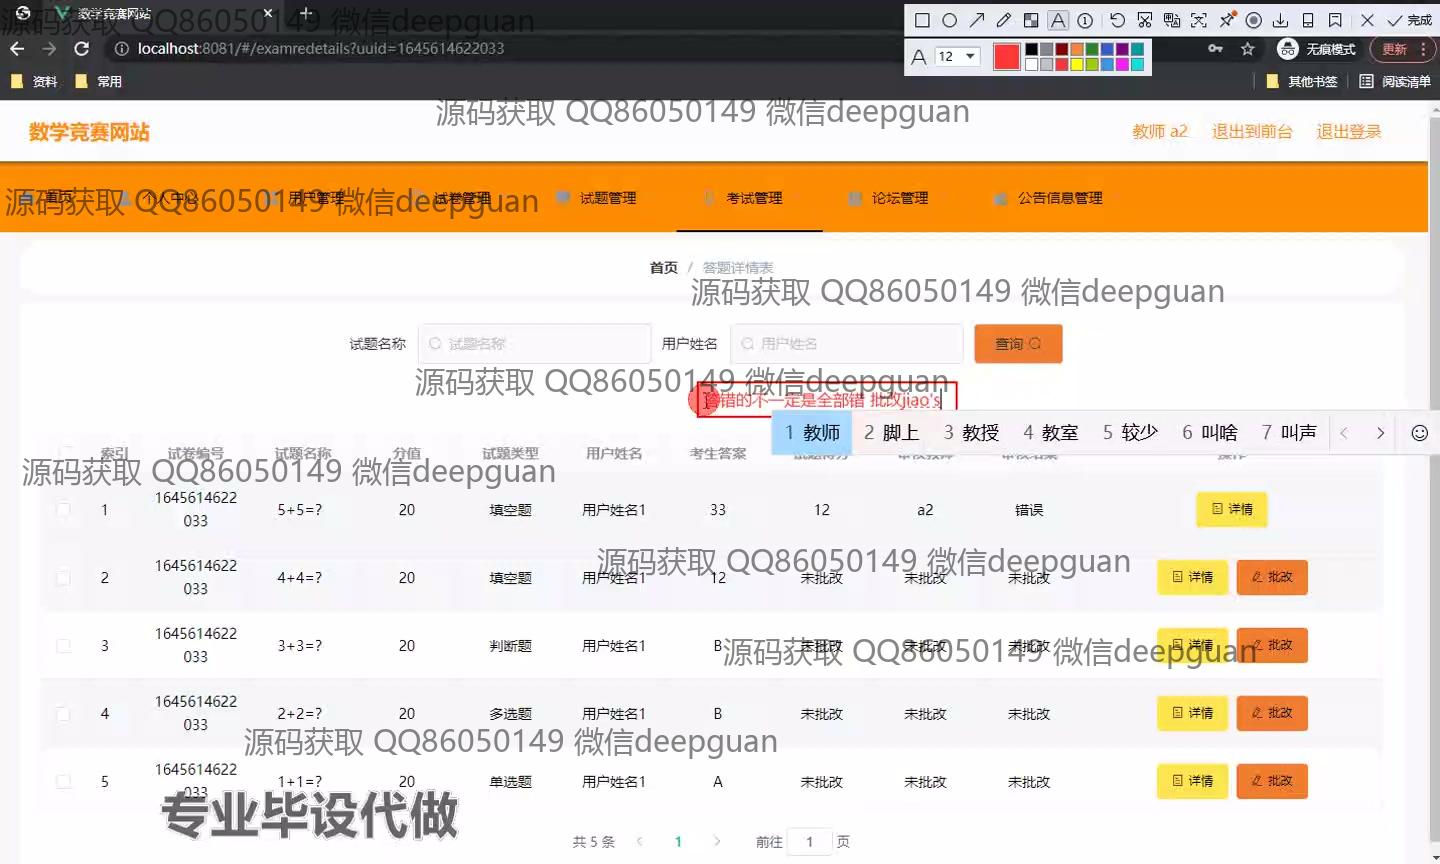 数学竞赛网站
完成
localhost:8081/#/examredetails?uuid=1645614622033
无痕模式
更新
A 12
资料 常用
其他书签 阅读清单
源码获取 QQ86050149 微信deepguan
数学竞赛网站
教师 a2 退出到前台 退出登录
首页 个人中心 用户管理 试卷管理 试题管理 考试管理 论坛管理 公告信息管理
源码获取 QQ86050149 微信deepguan
源码获取 QQ86050149 微信deepguan
首页 / 答题详情表
源码获取 QQ86050149 微信deepguan
试题名称 试题名称 用户姓名 用户姓名 查询
源码获取 QQ86050149 微信deepguan
答错的不一定是全部错 批改jiao's
1 教师 2 脚上 3 教授 4 教室 5 较少 6 叫啥 7 叫声
索引 试卷编号 试题名称 分值 试题类型 用户姓名 考生答案 试题得分 审核教师 审核结果 操作
源码获取 QQ86050149 微信deepguan
1 1645614622033 5+5=? 20 填空题 用户姓名1 33 12 a2 错误 详情
源码获取 QQ86050149 微信deepguan
2 1645614622033 4+4=? 20 填空题 用户姓名1 12 未批改 未批改 未批改 详情 批改
3 1645614622033 3+3=? 20 判断题 用户姓名1 B 未批改 未批改 未批改 详情 批改
源码获取 QQ86050149 微信deepguan
4 1645614622033 2+2=? 20 多选题 用户姓名1 B 未批改 未批改 未批改 详情 批改
源码获取 QQ86050149 微信deepguan
5 1645614622033 1+1=? 20 单选题 用户姓名1 A 未批改 未批改 未批改 详情 批改
专业毕设代做
共 5 条 1 前往 1 页